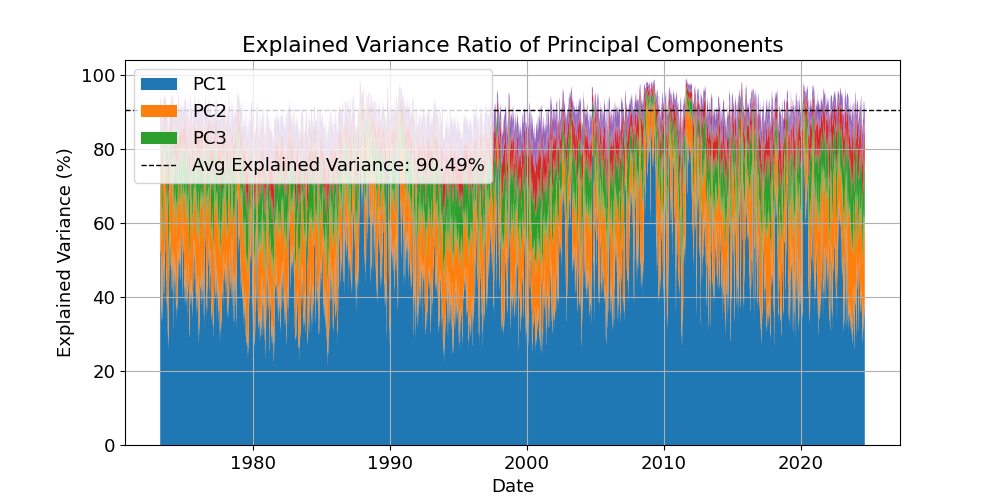 Explained Variance Ratio of Principal Components
Explained Variance (%)
100
80
60
40
20
0
PC1
PC2
PC3
Avg Explained Variance: 90.49%
1980
1990
2000
2010
2020
Date